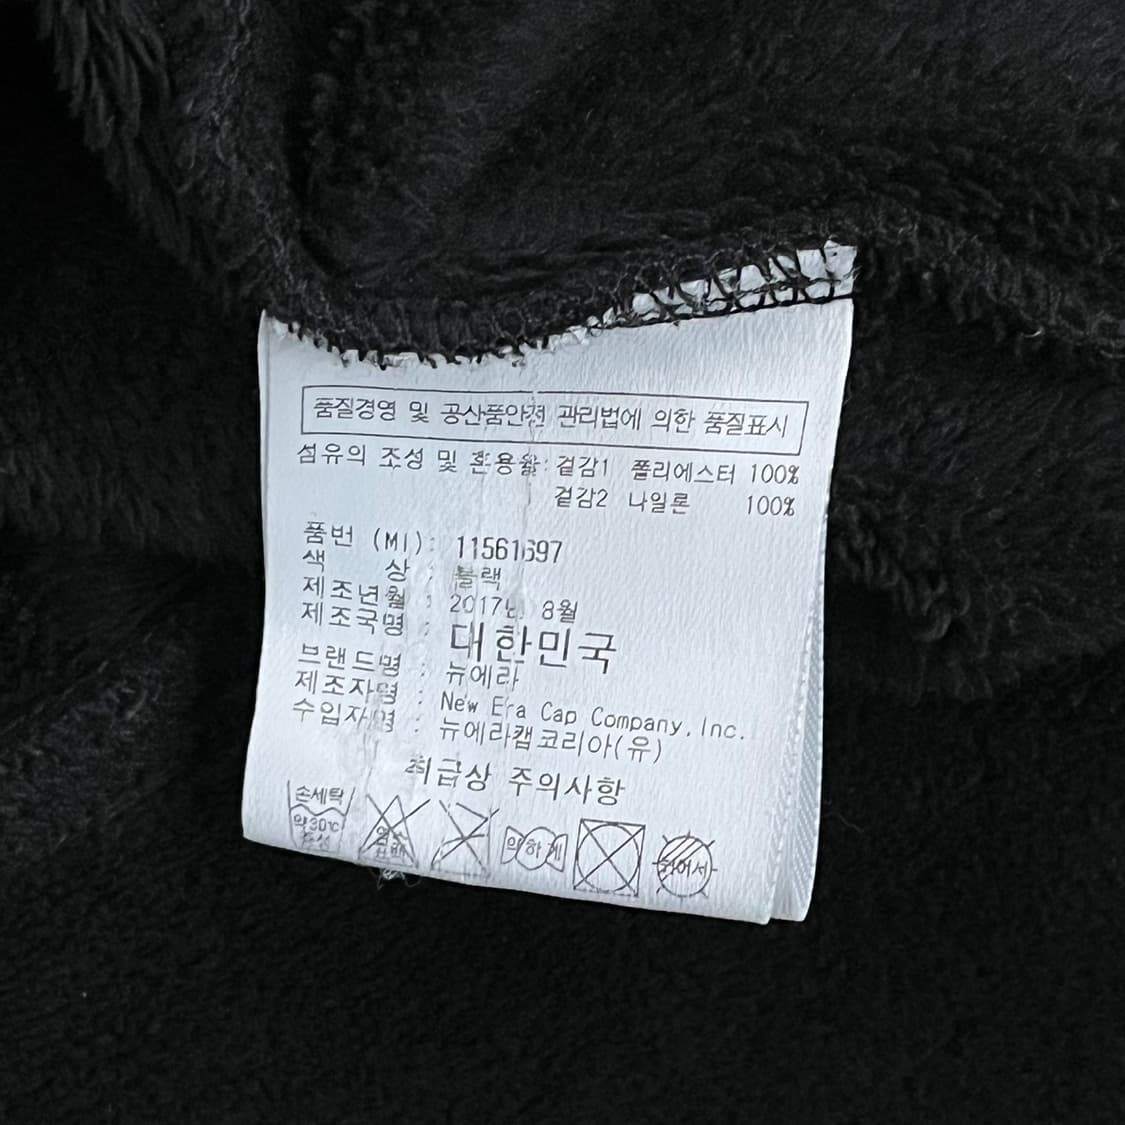 품질경영 및 공산품안전 관리법에 의한 품질표시
섬유의 조성 및 혼용율: 겉감1 폴리에스터 100%
겉감2 나일론 100%
품번 (MI): 11561697
색 상 : 블랙
제조년월 : 2017년 8월
제조국명 : 대한민국
브랜드명 : 뉴에라
제조자명 : New Era Cap Company,Inc.
수입자명 : 뉴에라캡코리아(유)
취급상 주의사항
손세탁 약하게
약30℃ 뉘어서
중성